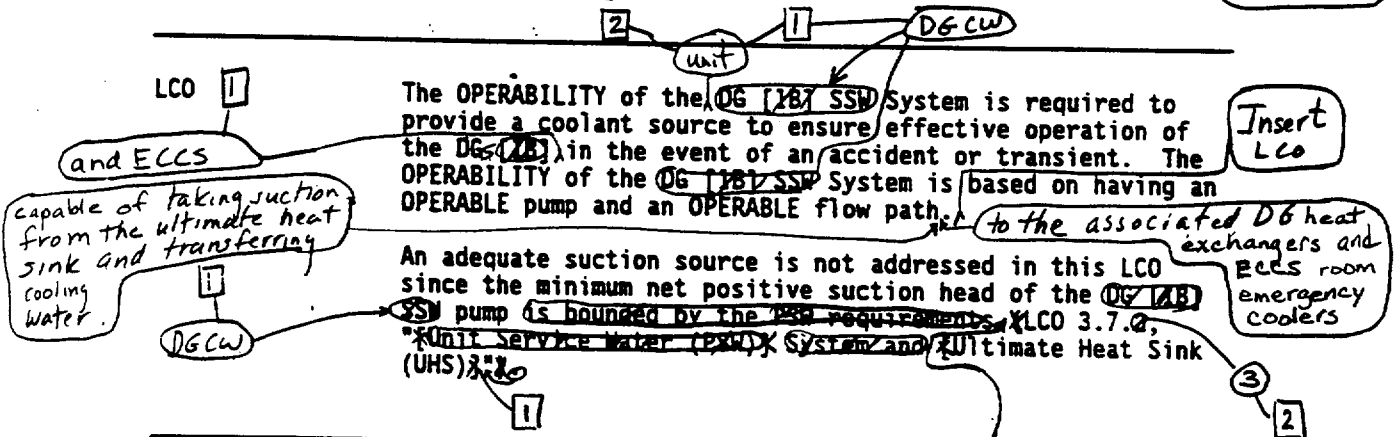 2 1 DGCW
unit
LCO 1
The OPERABILITY of the DG [1B] SSW System is required to
provide a coolant source to ensure effective operation of
the DGs [1B] in the event of an accident or transient. The
OPERABILITY of the DG [1B] SSW System is based on having an
OPERABLE pump and an OPERABLE flow path.
Insert
LCO
and ECCS
capable of taking suction
from the ultimate heat
sink and transferring
cooling
water
to the associated DG heat
exchangers and
ECCS room
emergency
coolers
An adequate suction source is not addressed in this LCO
since the minimum net positive suction head of the DG [1B]
SSW pump is bounded by the PSW requirements (LCO 3.7.2,
"[Unit Service Water (PSW)] System and [Ultimate Heat Sink
(UHS)]").
1
DGCW
3
1
2